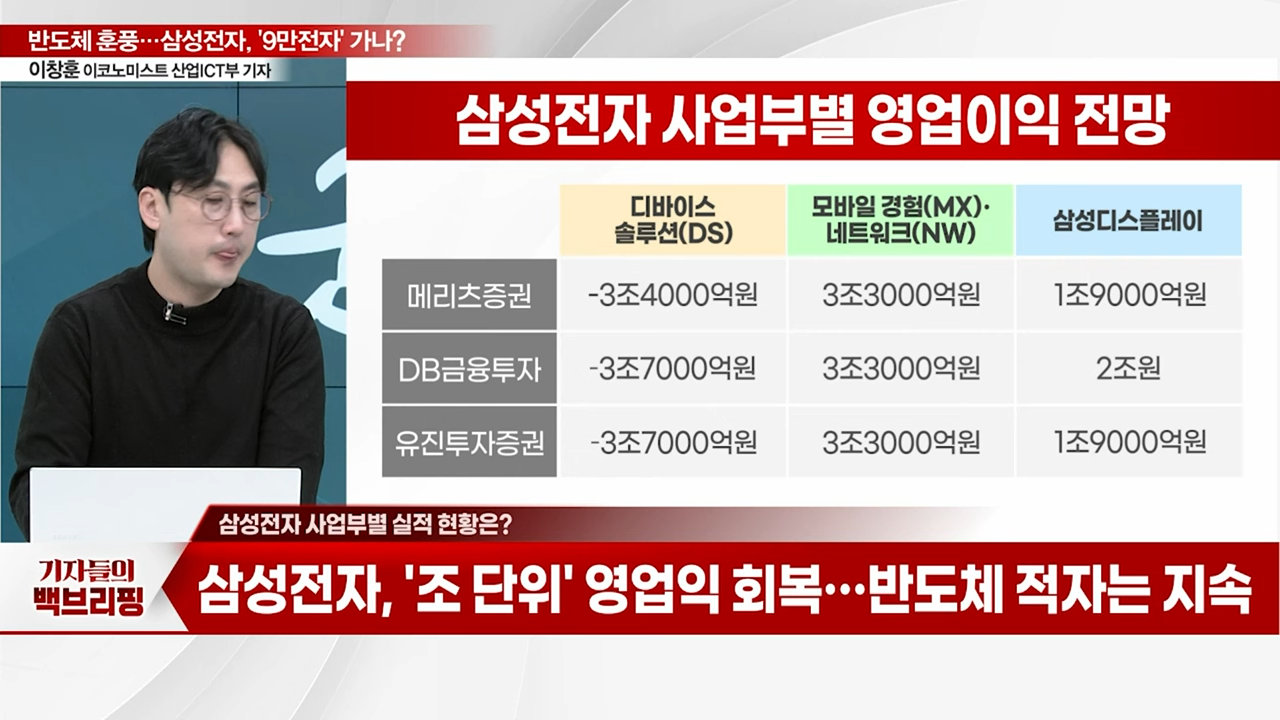 반도체 훈풍…삼성전자, '9만전자' 가나?
이창훈 이코노미스트 산업ICT부 기자
삼성전자 사업부별 영업이익 전망
디바이스
솔루션(DS)
모바일 경험(MX)·
네트워크(NW)
삼성디스플레이
메리츠증권 -3조4000억원 3조3000억원 1조9000억원
DB금융투자 -3조7000억원 3조3000억원 2조원
유진투자증권 -3조7000억원 3조3000억원 1조9000억원
삼성전자 사업부별 실적 현황은?
기자들의
백브리핑
삼성전자, '조 단위' 영업익 회복…반도체 적자는 지속